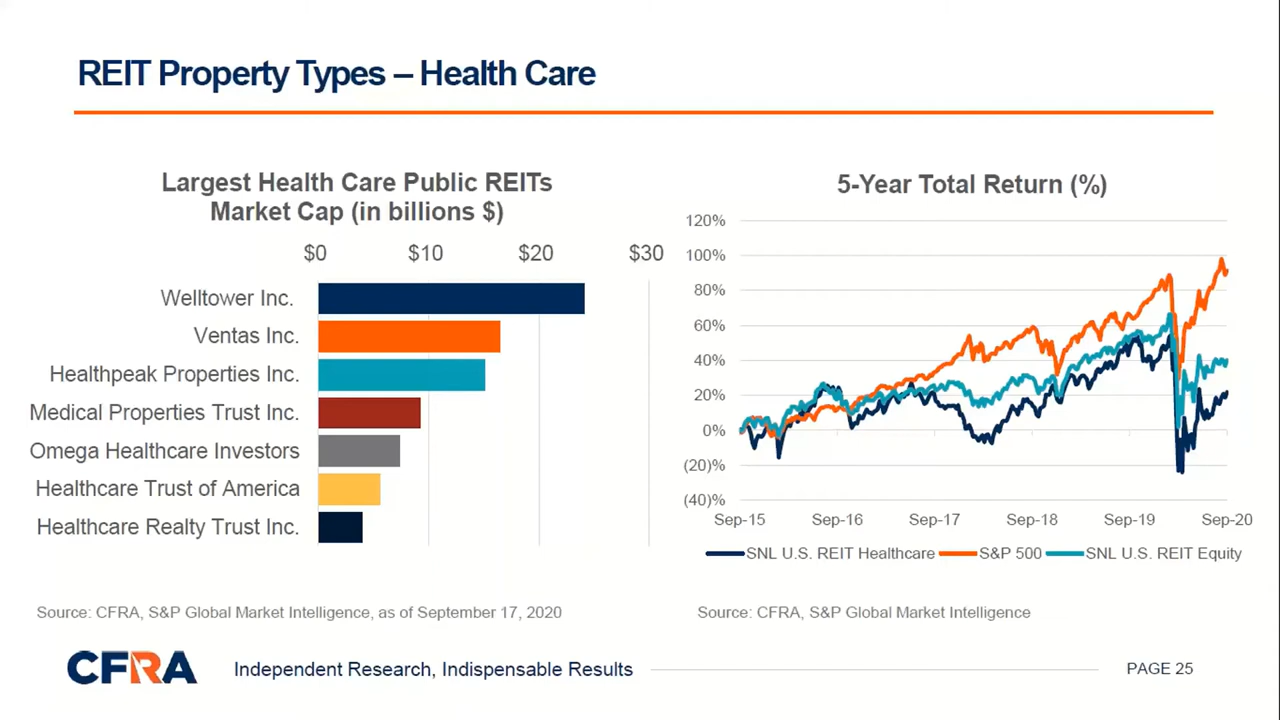 REIT Property Types – Health Care
Largest Health Care Public REITs
Market Cap (in billions $)
$0 $10 $20 $30
Welltower Inc.
Ventas Inc.
Healthpeak Properties Inc.
Medical Properties Trust Inc.
Omega Healthcare Investors
Healthcare Trust of America
Healthcare Realty Trust Inc.
Source: CFRA, S&P Global Market Intelligence, as of September 17, 2020
5-Year Total Return (%)
120%
100%
80%
60%
40%
20%
0%
(20)%
(40)%
Sep-15 Sep-16 Sep-17 Sep-18 Sep-19 Sep-20
SNL U.S. REIT Healthcare S&P 500 SNL U.S. REIT Equity
Source: CFRA, S&P Global Market Intelligence
CFRA Independent Research, Indispensable Results PAGE 25